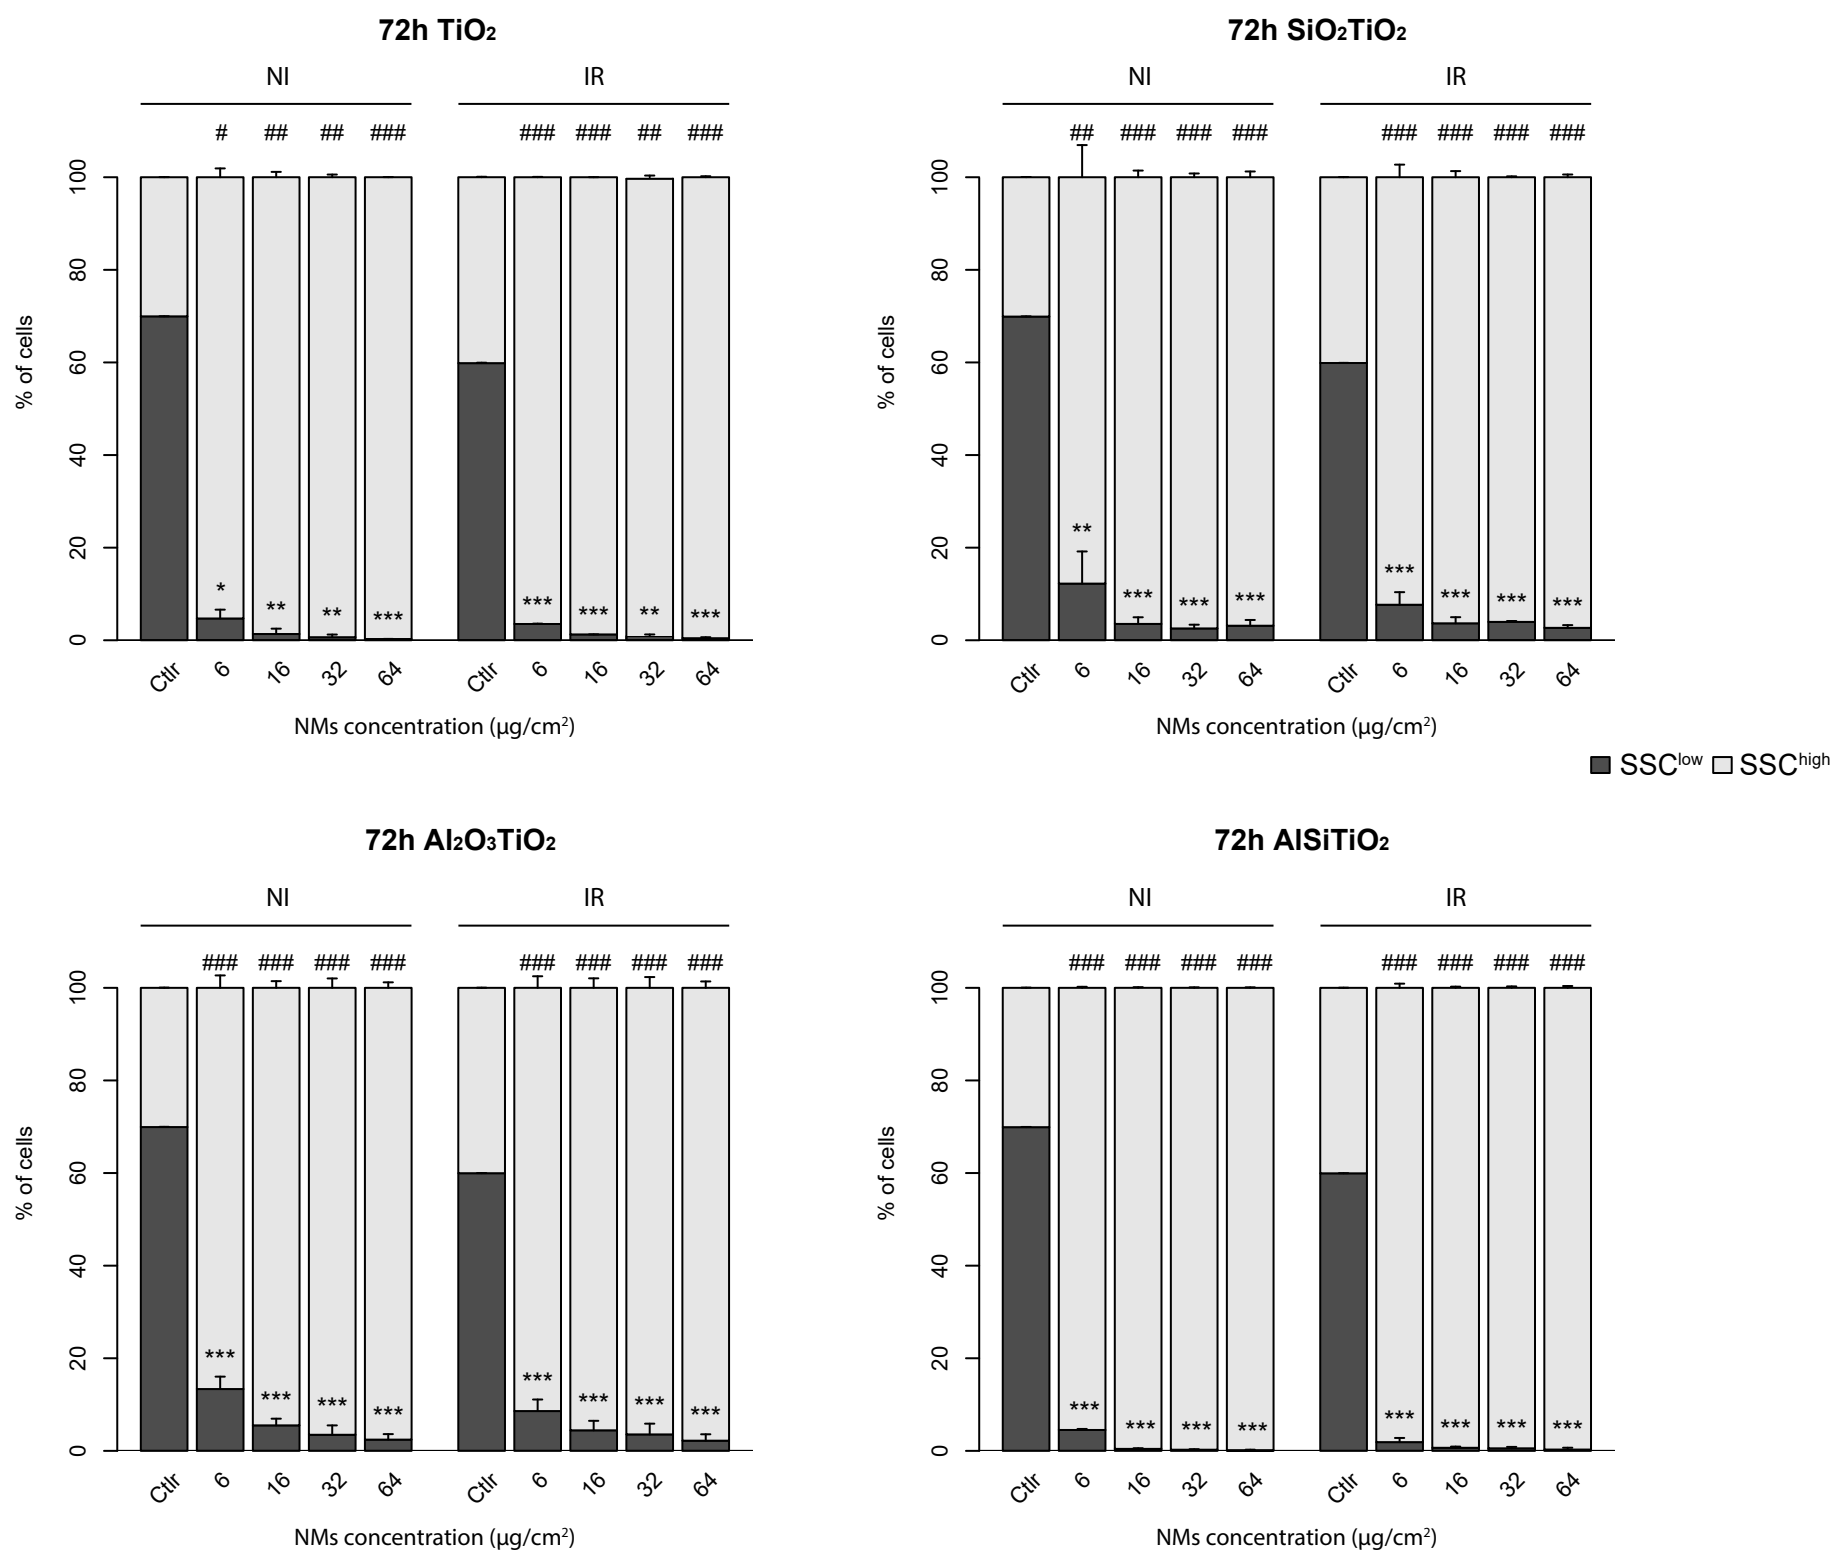 72h TiO₂
NI IR
# ## ## ### ### ### ## ###
100
80
60
40
20
0
% of cells
* ** ** *** *** *** ** ***
Ctlr 6 16 32 64 Ctlr 6 16 32 64
NMs concentration (µg/cm²)
72h SiO₂TiO₂
NI IR
## ### ### ### ### ### ### ###
100
80
60
40
20
0
% of cells
** *** *** *** *** *** *** ***
Ctlr 6 16 32 64 Ctlr 6 16 32 64
NMs concentration (µg/cm²)
SSC^low SSC^high
72h Al₂O₃TiO₂
NI IR
### ### ### ### ### ### ### ###
100
80
60
40
20
0
% of cells
*** *** *** *** *** *** *** ***
Ctlr 6 16 32 64 Ctlr 6 16 32 64
NMs concentration (µg/cm²)
72h AlSiTiO₂
NI IR
### ### ### ### ### ### ### ###
100
80
60
40
20
0
% of cells
*** *** *** *** *** *** *** ***
Ctlr 6 16 32 64 Ctlr 6 16 32 64
NMs concentration (µg/cm²)